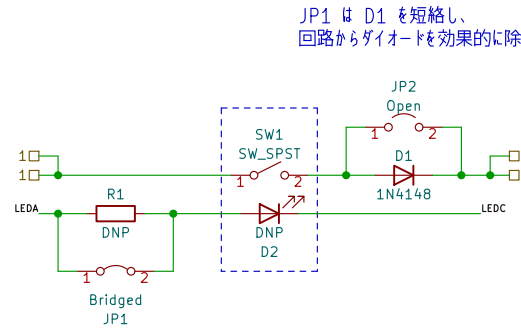 JP1 は D1 を短絡し、
回路からダイオードを効果的に除
JP2
Open
1 2
SW1
SW_SPST
1 2
D1
1N4148
1
1
LEDA
R1
DNP
DNP
D2
LEDC
1 2
Bridged
JP1